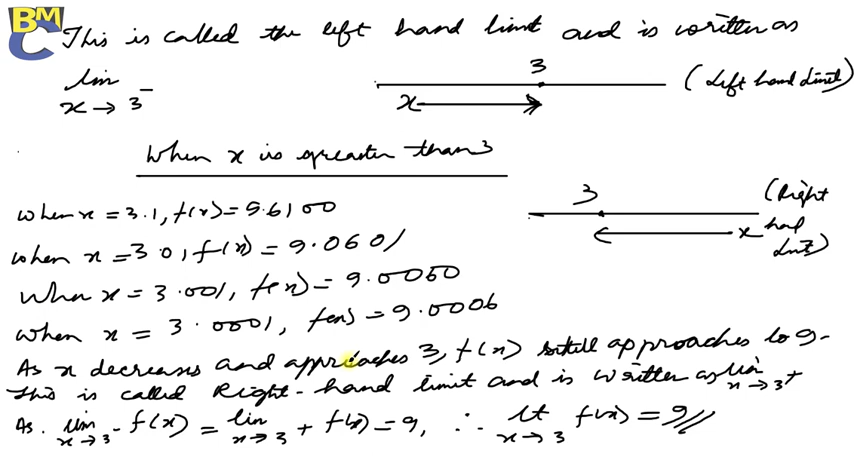 BMC
This is called the left hand limit and is written as
lim x → 3⁻
3
x
(Left hand limit)
When x is greater than 3
when x = 3.1, f(x) = 9.6100
when x = 3.01 f(x) = 9.0601
when x = 3.001, f(x) = 9.0060
when x = 3.0001, f(x) = 9.0006
3
x
(Right hand limit)
As x decreases and approaches 3, f(x) still approaches to 9.
This is called Right-hand limit and is written as lim x → 3⁺
As. lim x → 3⁻ f(x) = lim x → 3⁺ f(x) = 9, ∴ lt x → 3 f(x) = 9//